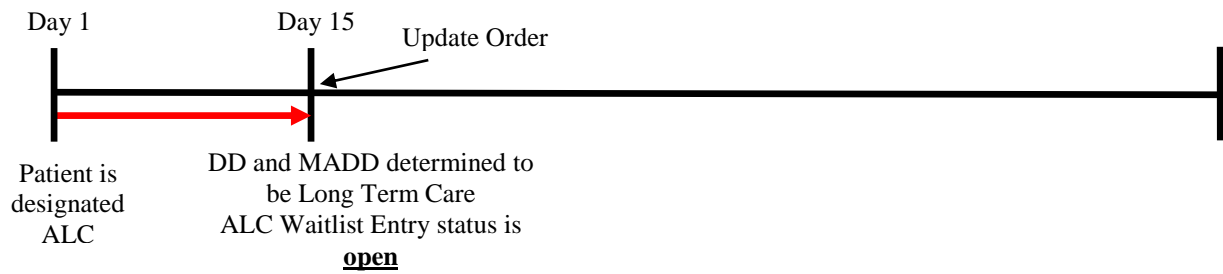 Day 1
Day 15
Update Order
Patient is
designated
ALC
DD and MADD determined to
be Long Term Care
ALC Waitlist Entry status is
open